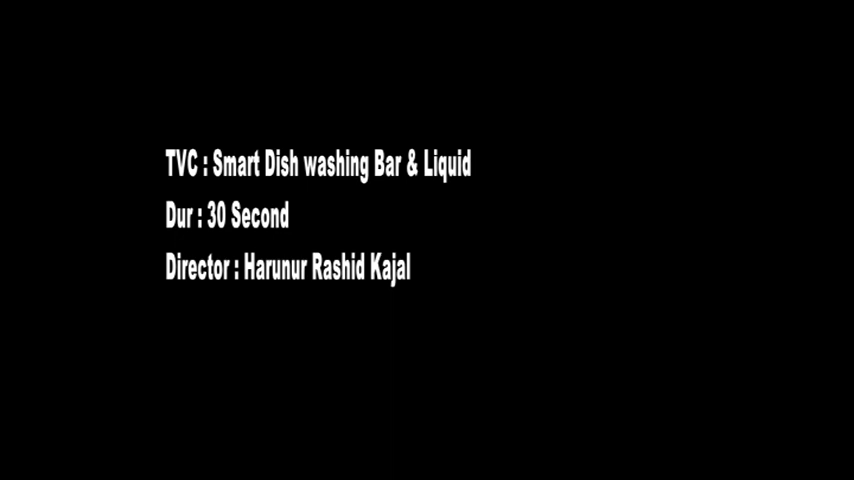 TVC : Smart Dish washing Bar & Liquid
Dur : 30 Second
Director : Harunur Rashid Kajal